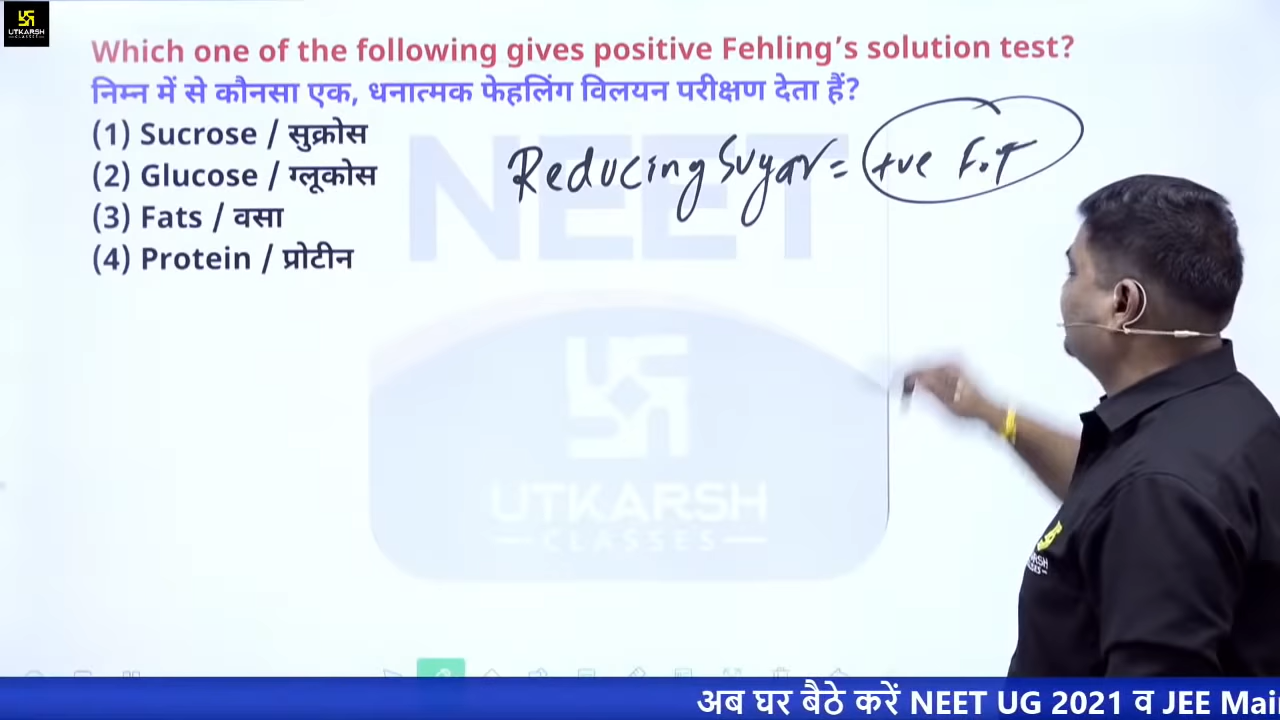 UTKARSH
CLASSES
Which one of the following gives positive Fehling’s solution test?
निम्न में से कौनसा एक, धनात्मक फेहलिंग विलयन परीक्षण देता हैं?
(1) Sucrose / सुक्रोस
(2) Glucose / ग्लूकोस
(3) Fats / वसा
(4) Protein / प्रोटीन
Reducing Sugar = +ve F.T
NEET
UTKARSH
CLASSES
अब घर बैठे करें NEET UG 2021 व JEE Mai